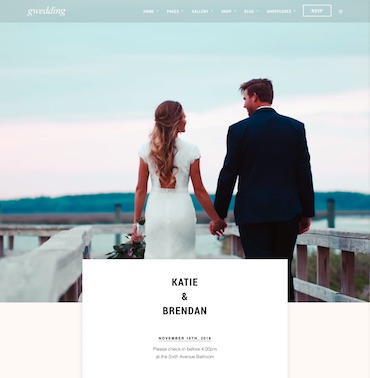 gwedding
HOME PAGES GALLERY SHOP BLOG SHORTCODES RSVP
KATIE
&
BRENDAN
NOVEMBER 18TH, 2018
Please check-in before 4:00pm
at the Sixth Avenue Ballroom